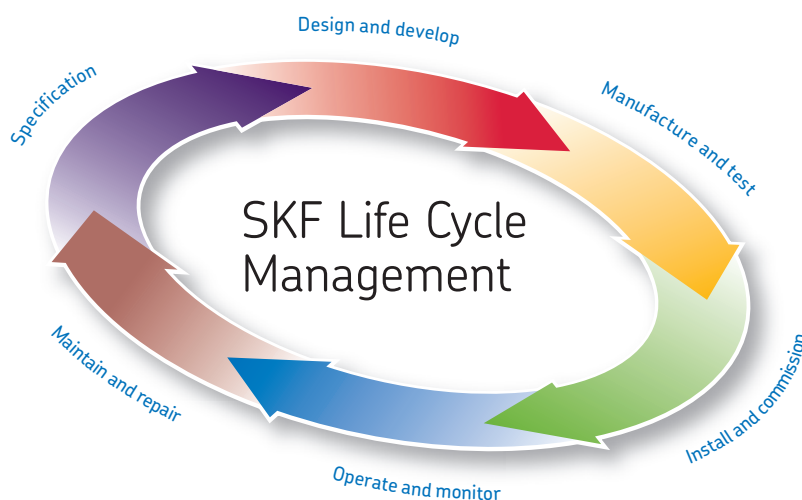 Design and develop
Specification
Manufacture and test
SKF Life Cycle
Management
Maintain and repair
Install and commission
Operate and monitor